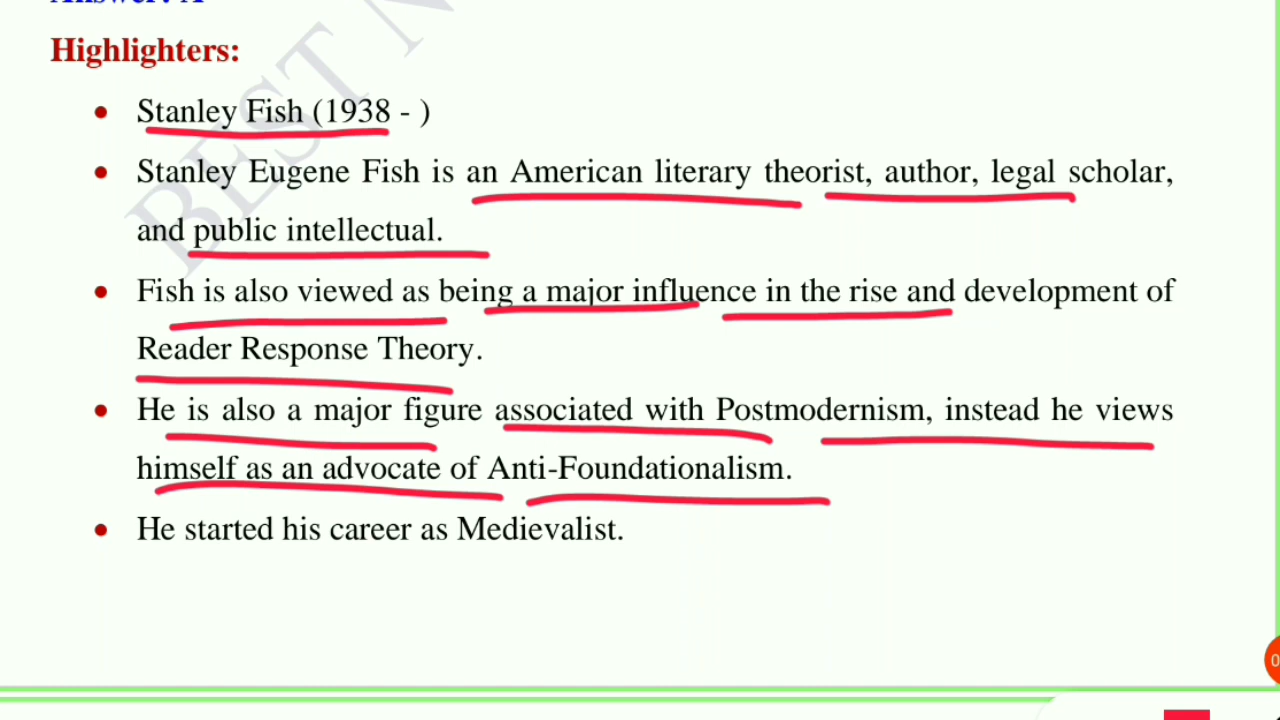 Answer: A
Highlighters:
Stanley Fish (1938 - )
Stanley Eugene Fish is an American literary theorist, author, legal scholar,
and public intellectual.
Fish is also viewed as being a major influence in the rise and development of
Reader Response Theory.
He is also a major figure associated with Postmodernism, instead he views
himself as an advocate of Anti-Foundationalism.
He started his career as Medievalist.
BEST N
0